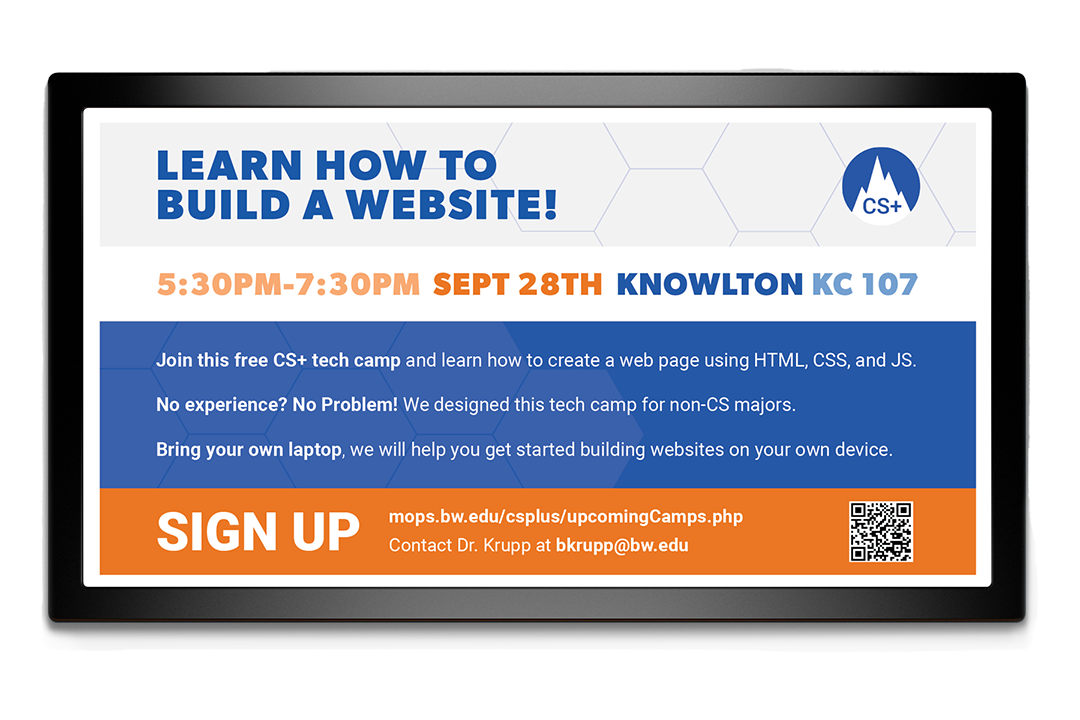 LEARN HOW TO
BUILD A WEBSITE!
CS+
5:30PM-7:30PM SEPT 28TH KNOWLTON KC 107
Join this free CS+ tech camp and learn how to create a web page using HTML, CSS, and JS.
No experience? No Problem! We designed this tech camp for non-CS majors.
Bring your own laptop, we will help you get started building websites on your own device.
SIGN UP
mops.bw.edu/csplus/upcomingCamps.php
Contact Dr. Krupp at bkrupp@bw.edu